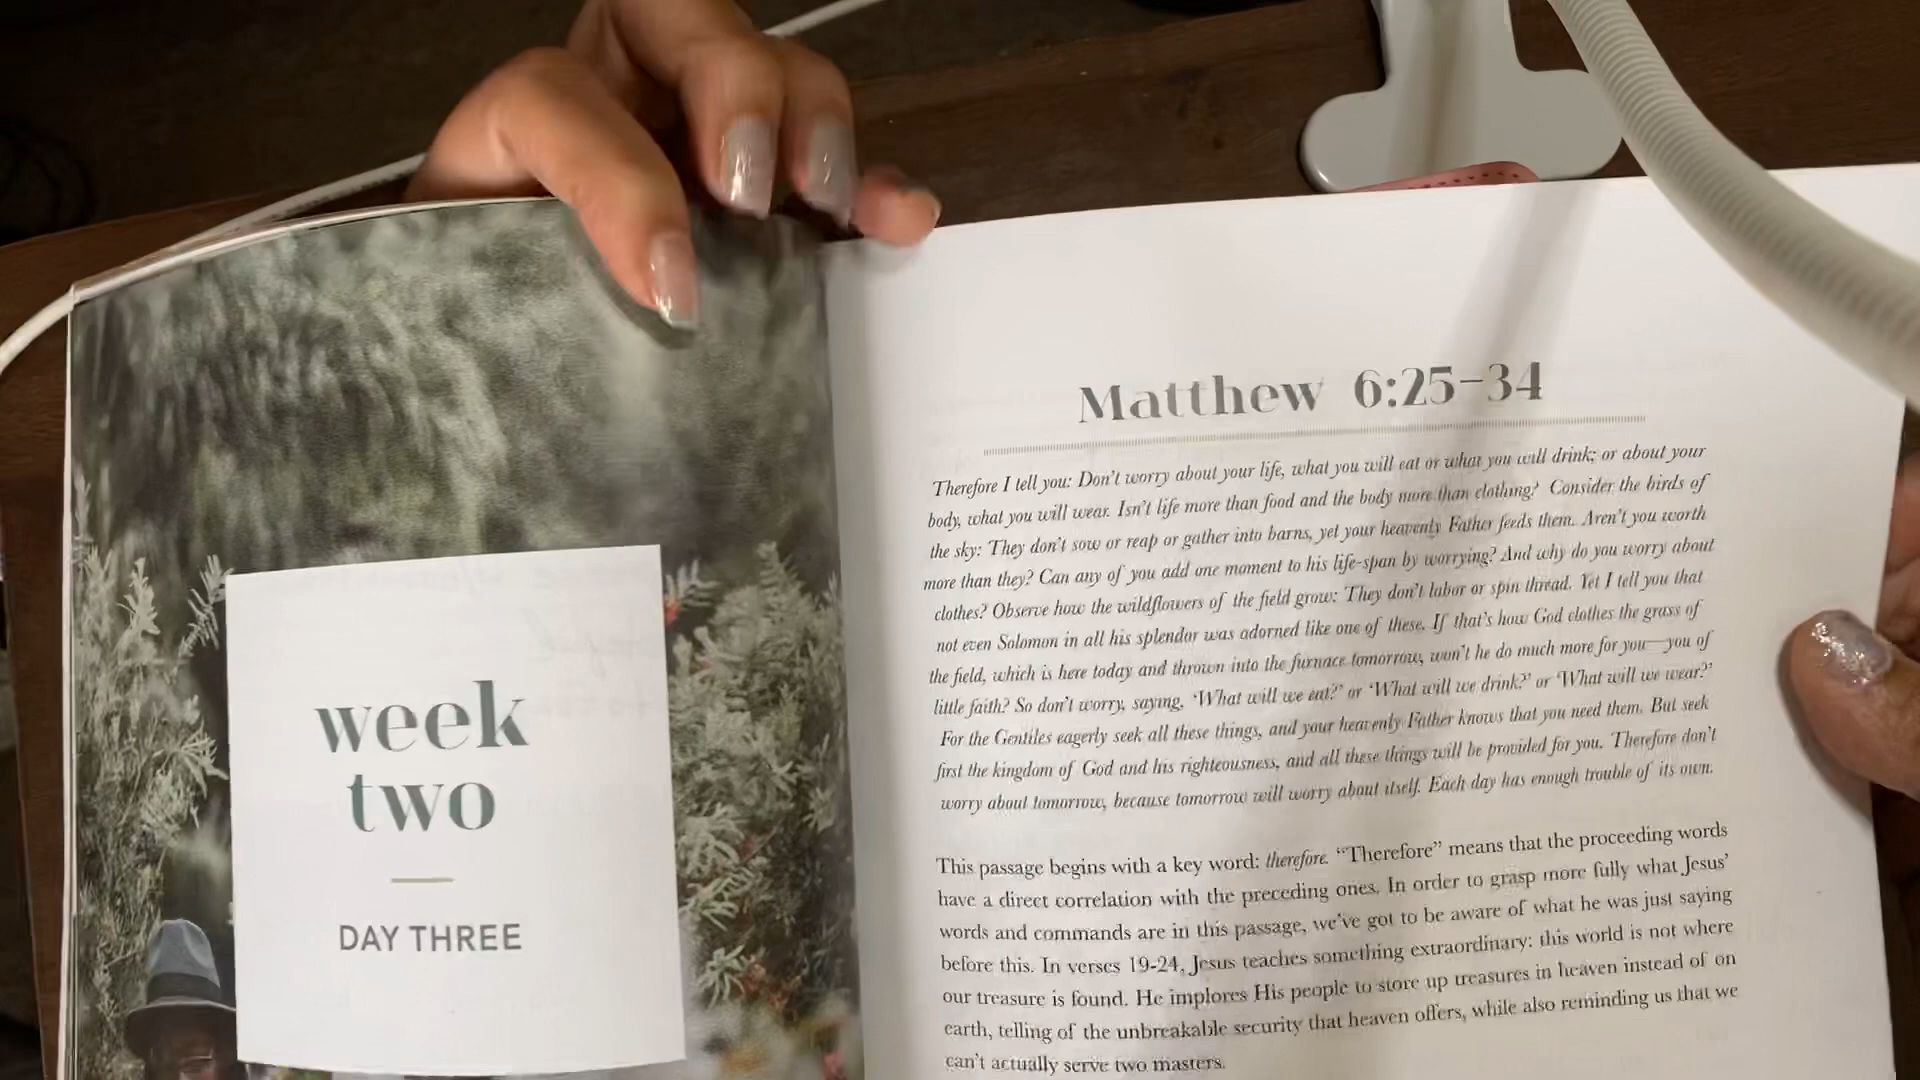 week
two
DAY THREE
Matthew 6:25-34
Therefore I tell you: Don't worry about your life, what you will eat or what you will drink; or about your
body, what you will wear. Isn't life more than food and the body more than clothing? Consider the birds of
the sky: They don't sow or reap or gather into barns, yet your heavenly Father feeds them. Aren't you worth
more than they? Can any of you add one moment to his life-span by worrying? And why do you worry about
clothes? Observe how the wildflowers of the field grow: They don't labor or spin thread. Yet I tell you that
not even Solomon in all his splendor was adorned like one of these. If that's how God clothes the grass of
the field, which is here today and thrown into the furnace tomorrow, won't he do much more for you—you of
little faith? So don't worry, saying, 'What will we eat?' or 'What will we drink?' or 'What will we wear?'
For the Gentiles eagerly seek all these things, and your heavenly Father knows that you need them. But seek
first the kingdom of God and his righteousness, and all these things will be provided for you. Therefore don't
worry about tomorrow, because tomorrow will worry about itself. Each day has enough trouble of its own.
This passage begins with a key word: therefore. “Therefore” means that the proceeding words
have a direct correlation with the preceding ones. In order to grasp more fully what Jesus'
words and commands are in this passage, we've got to be aware of what he was just saying
before this. In verses 19-24, Jesus teaches something extraordinary: this world is not where
our treasure is found. He implores His people to store up treasures in heaven instead of on
earth, telling of the unbreakable security that heaven offers, while also reminding us that we
can't actually serve two masters.